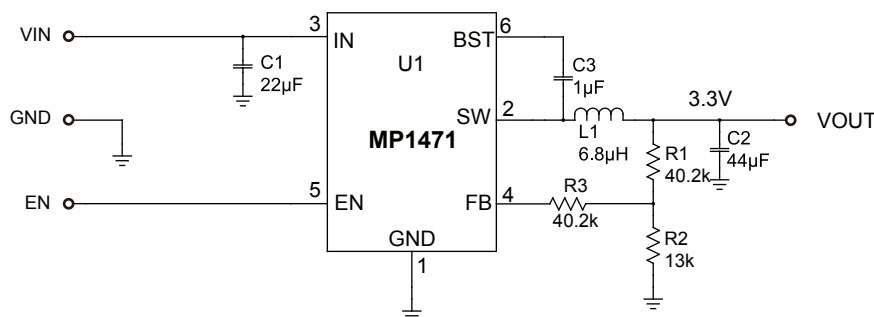 VIN
3
IN
C1
22µF
U1
BST
6
C3
1µF
GND
SW
2
MP1471
L1
6.8µH
3.3V
VOUT
R1
40.2k
C2
44µF
EN
5
EN
FB
4
R3
40.2k
GND
1
R2
13k